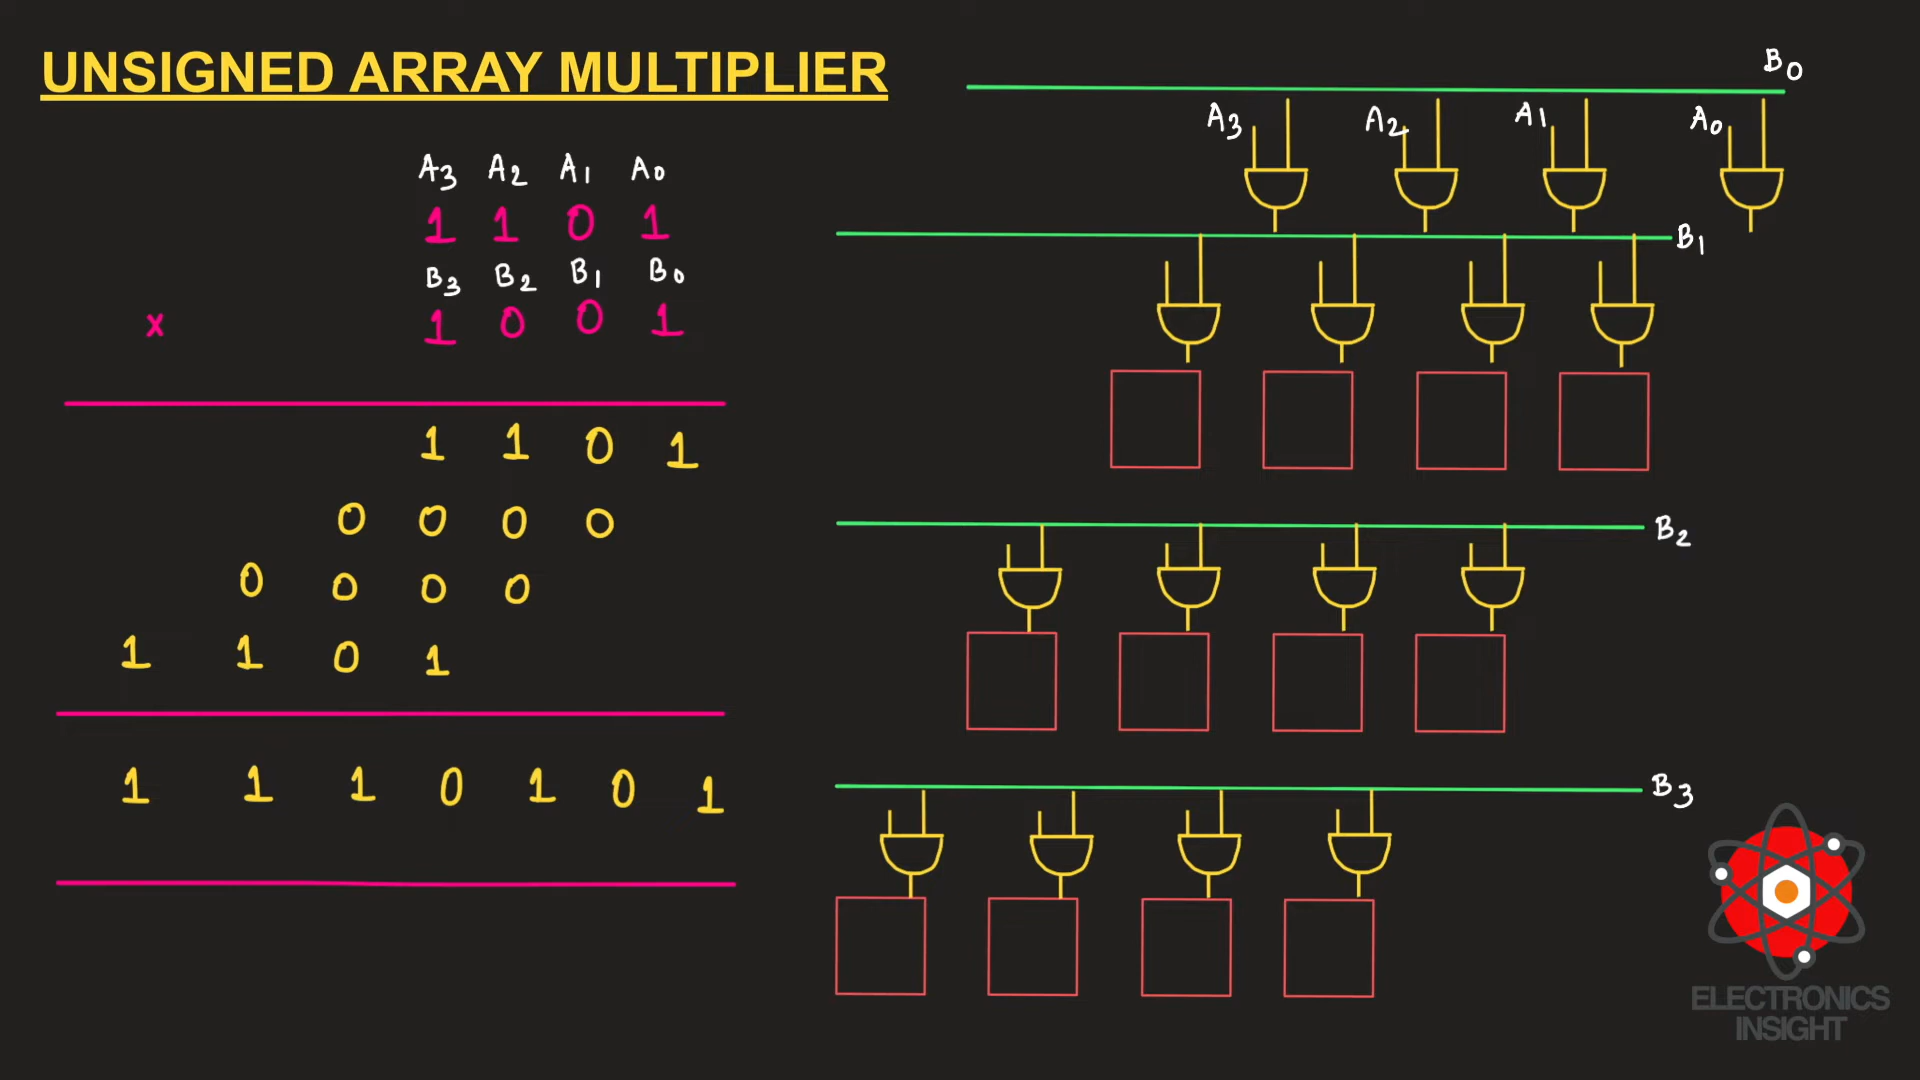 UNSIGNED ARRAY MULTIPLIER
A3 A2 A1 A0
1 1 0 1
B3 B2 B1 B0
x 1 0 0 1
1 1 0 1
0 0 0 0
0 0 0 0
1 1 0 1
1 1 1 0 1 0 1
B0
A3 A2 A1 A0
B1
B2
B3
ELECTRONICS
INSIGHT